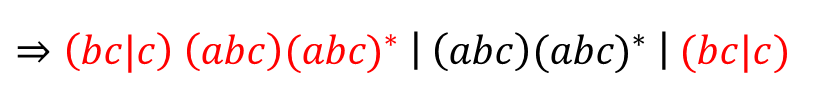 ⇒ (bc|c) (abc)(abc)* | (abc)(abc)* | (bc|c)